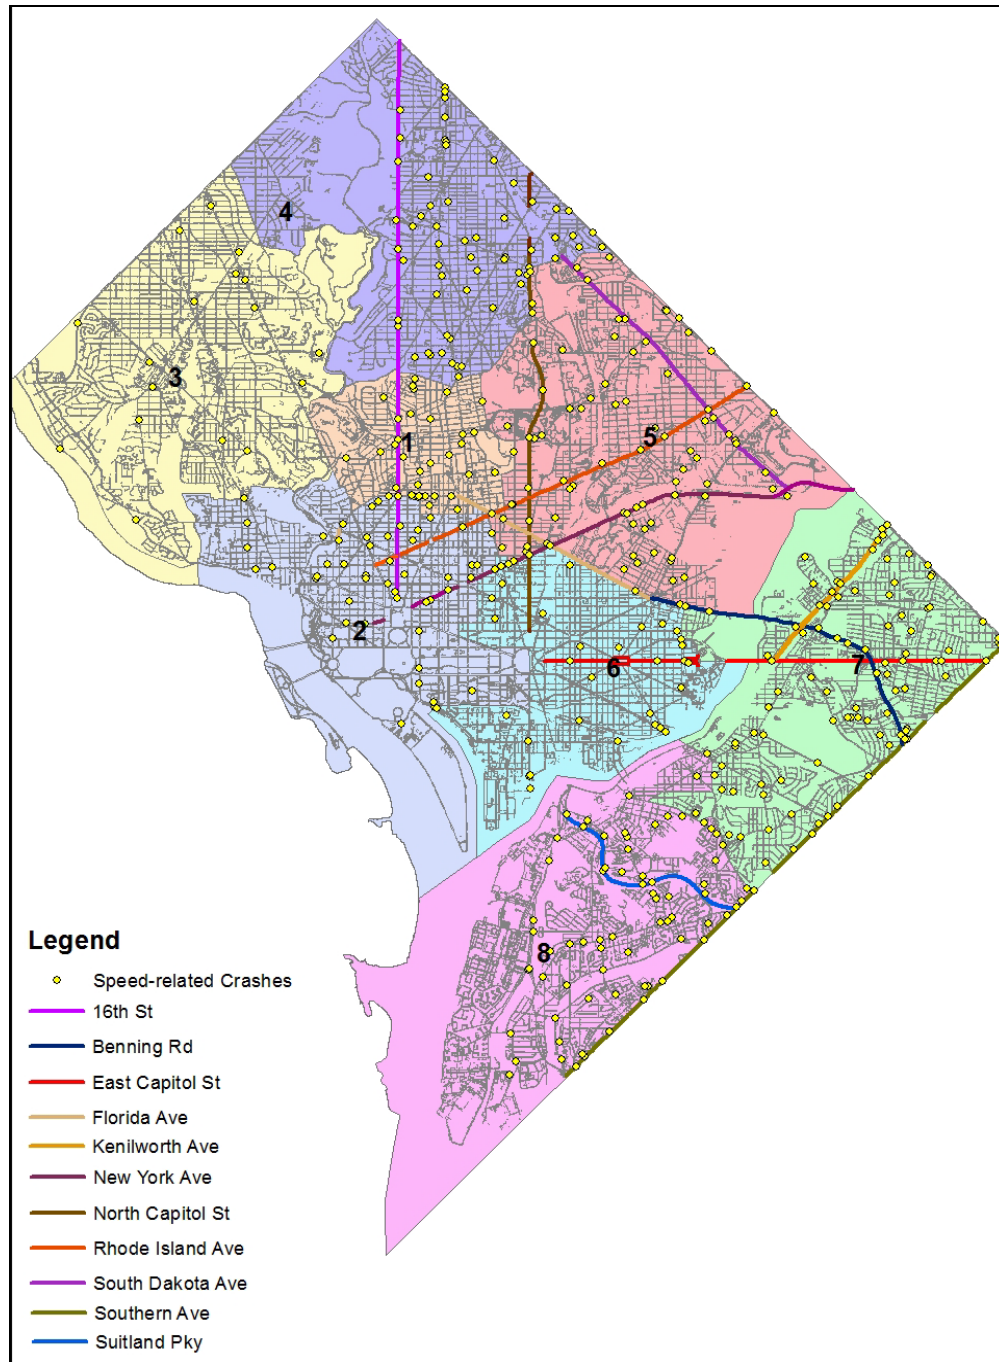 4
3
1
5
2
6
7
8
Legend
Speed-related Crashes
16th St
Benning Rd
East Capitol St
Florida Ave
Kenilworth Ave
New York Ave
North Capitol St
Rhode Island Ave
South Dakota Ave
Southern Ave
Suitland Pky